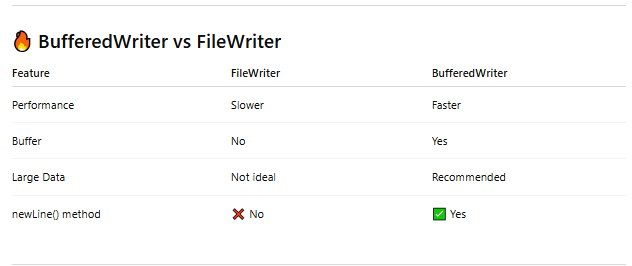 🔥 BufferedWriter vs FileWriter
Feature FileWriter BufferedWriter
Performance Slower Faster
Buffer No Yes
Large Data Not ideal Recommended
newLine() method ❌ No ✅ Yes